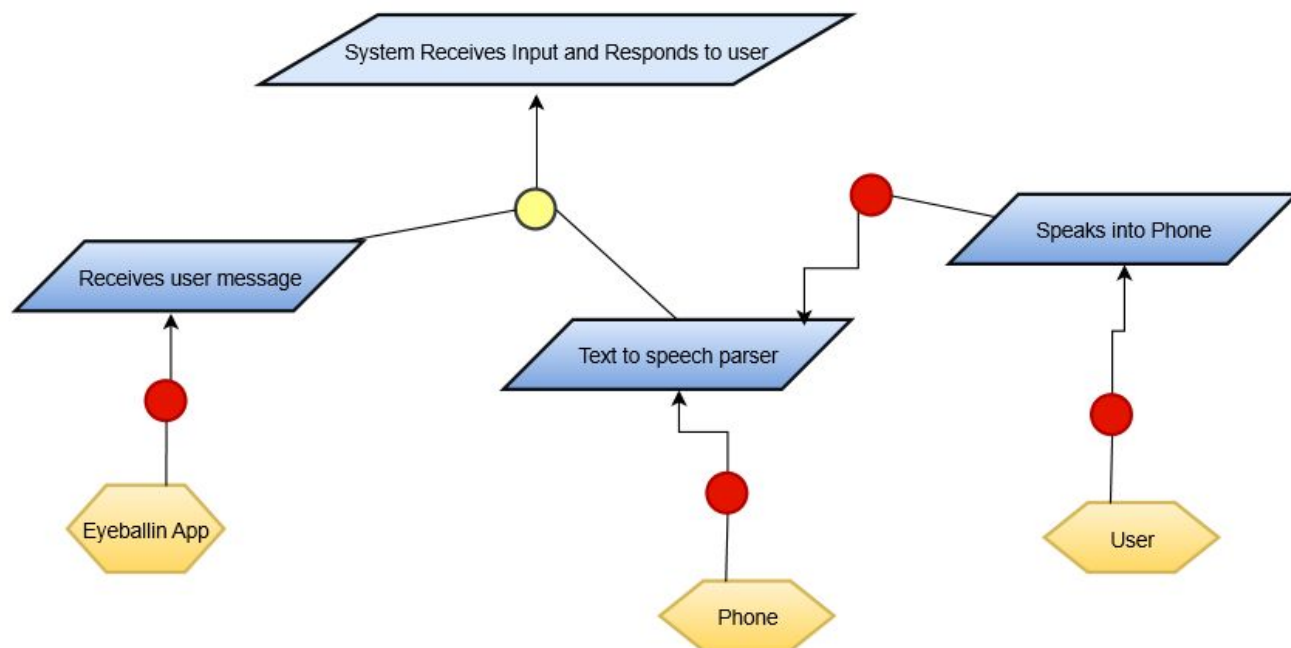 System Receives Input and Responds to user
Speaks into Phone
Receives user message
Text to speech parser
Eyeballin App
User
Phone